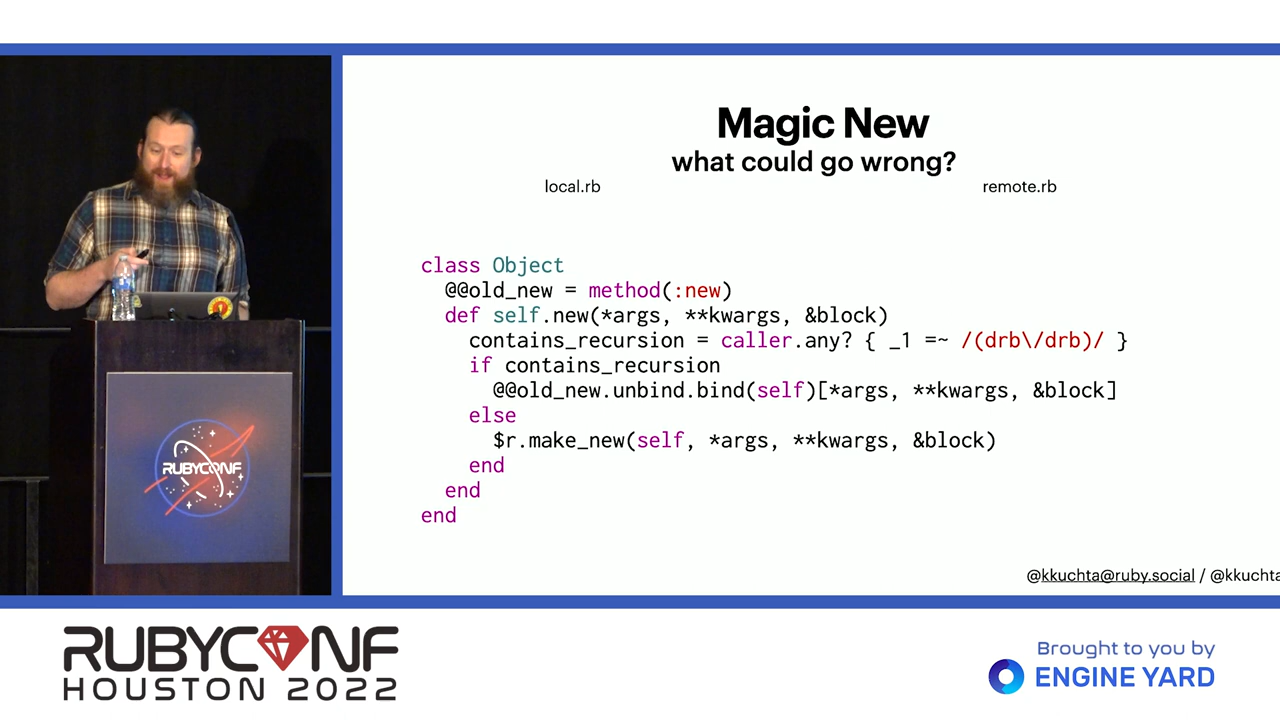 Magic New
what could go wrong?
local.rb
remote.rb
class Object
  @@old_new = method(:new)
  def self.new(*args, **kwargs, &block)
    contains_recursion = caller.any? { _1 =~ /(drb\/drb)/ }
    if contains_recursion
      @@old_new.unbind.bind(self)[*args, **kwargs, &block]
    else
      $r.make_new(self, *args, **kwargs, &block)
    end
  end
end
@kkuchta@ruby.social / @kkuchta
RUBYCONF
RUBYCONF
HOUSTON 2022
Brought to you by
ENGINE YARD